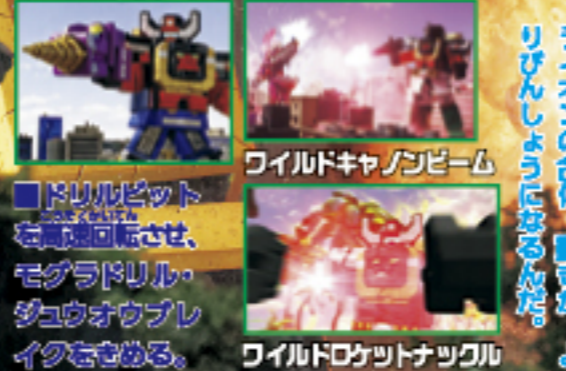 ワイルドキャノンビーム
■ドリルビット
を高速回転させ、
モグラドリル・
ジュウオウブレ
イクをきめる。
ワイルドロケットナックル
りびんしょうになるんだ。